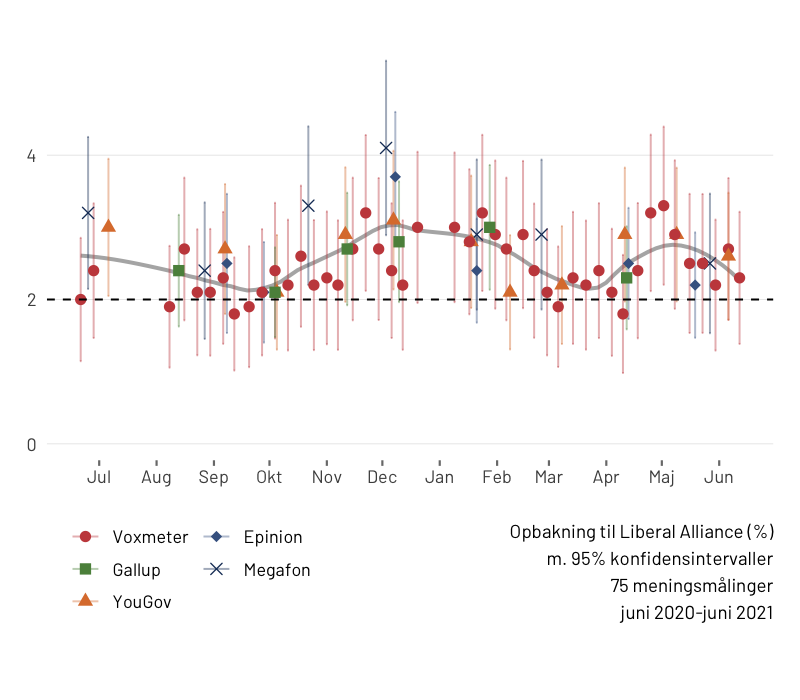 4
2
0
Jul Aug Sep Okt Nov Dec Jan Feb Mar Apr Maj Jun
Voxmeter Epinion
Gallup Megafon
YouGov
Opbakning til Liberal Alliance (%)
m. 95% konfidensintervaller
75 meningsmålinger
juni 2020-juni 2021